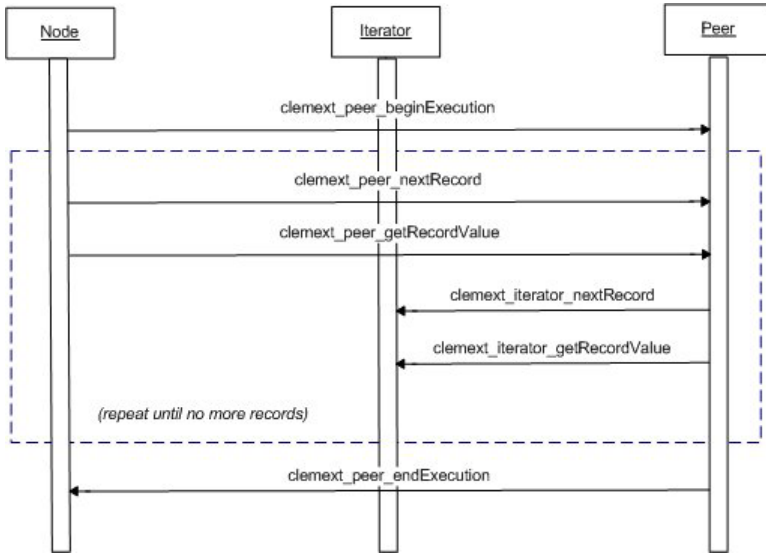 Node
Iterator
Peer
clemext_peer_beginExecution
clemext_peer_nextRecord
clemext_peer_getRecordValue
clemext_iterator_nextRecord
clemext_iterator_getRecordValue
(repeat until no more records)
clemext_peer_endExecution